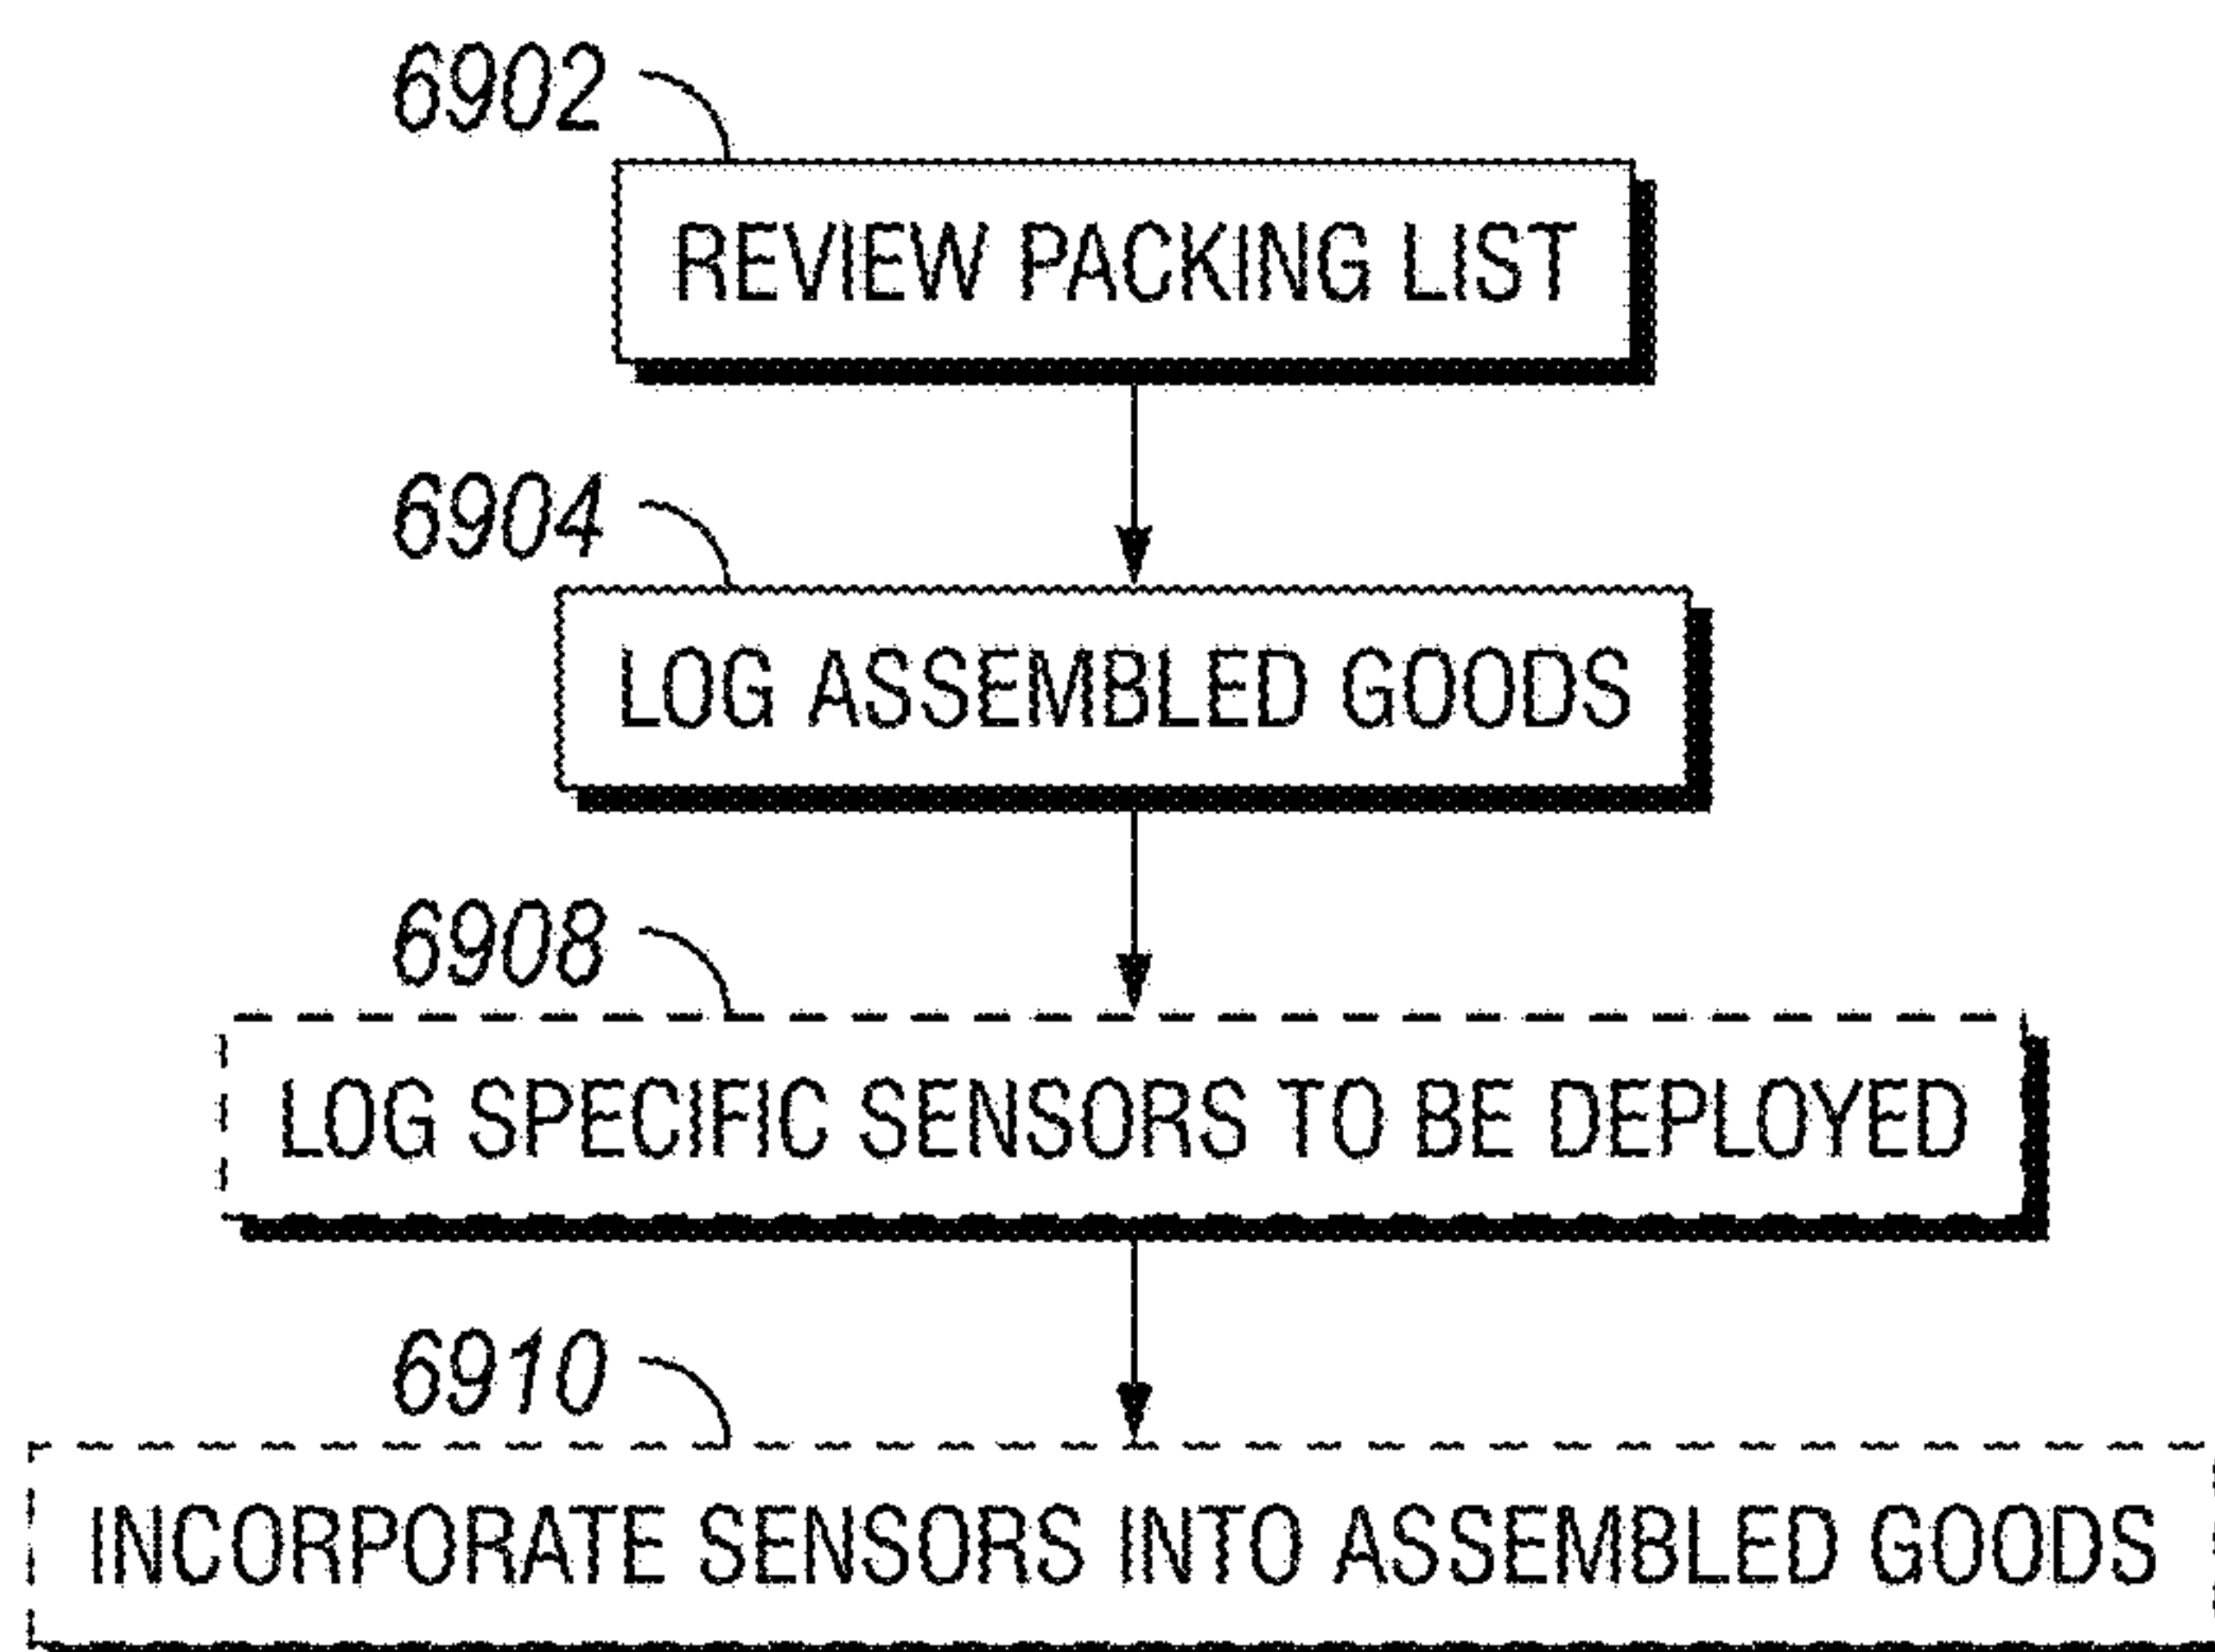 6902
REVIEW PACKING LIST
6904
LOG ASSEMBLED GOODS
6908
LOG SPECIFIC SENSORS TO BE DEPLOYED
6910
INCORPORATE SENSORS INTO ASSEMBLED GOODS